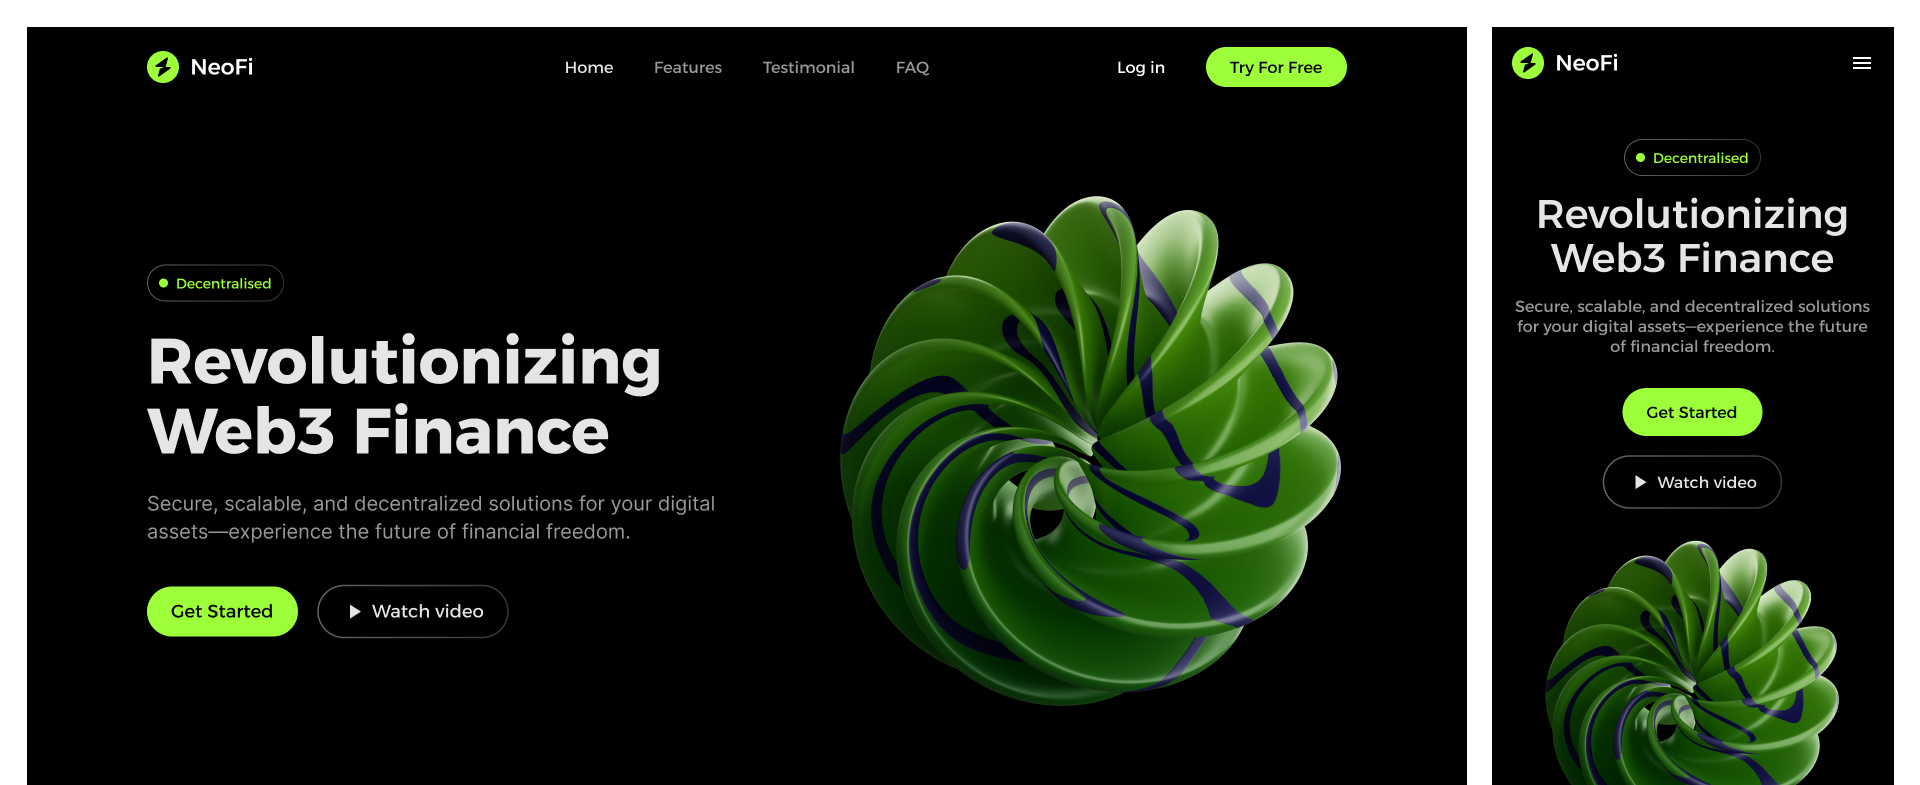 NeoFi
Home Features Testimonial FAQ
Log in Try For Free
Decentralised
Revolutionizing
Web3 Finance
Secure, scalable, and decentralized solutions for your digital
assets—experience the future of financial freedom.
Get Started Watch video
NeoFi
Decentralised
Revolutionizing
Web3 Finance
Secure, scalable, and decentralized solutions
for your digital assets—experience the future
of financial freedom.
Get Started
Watch video